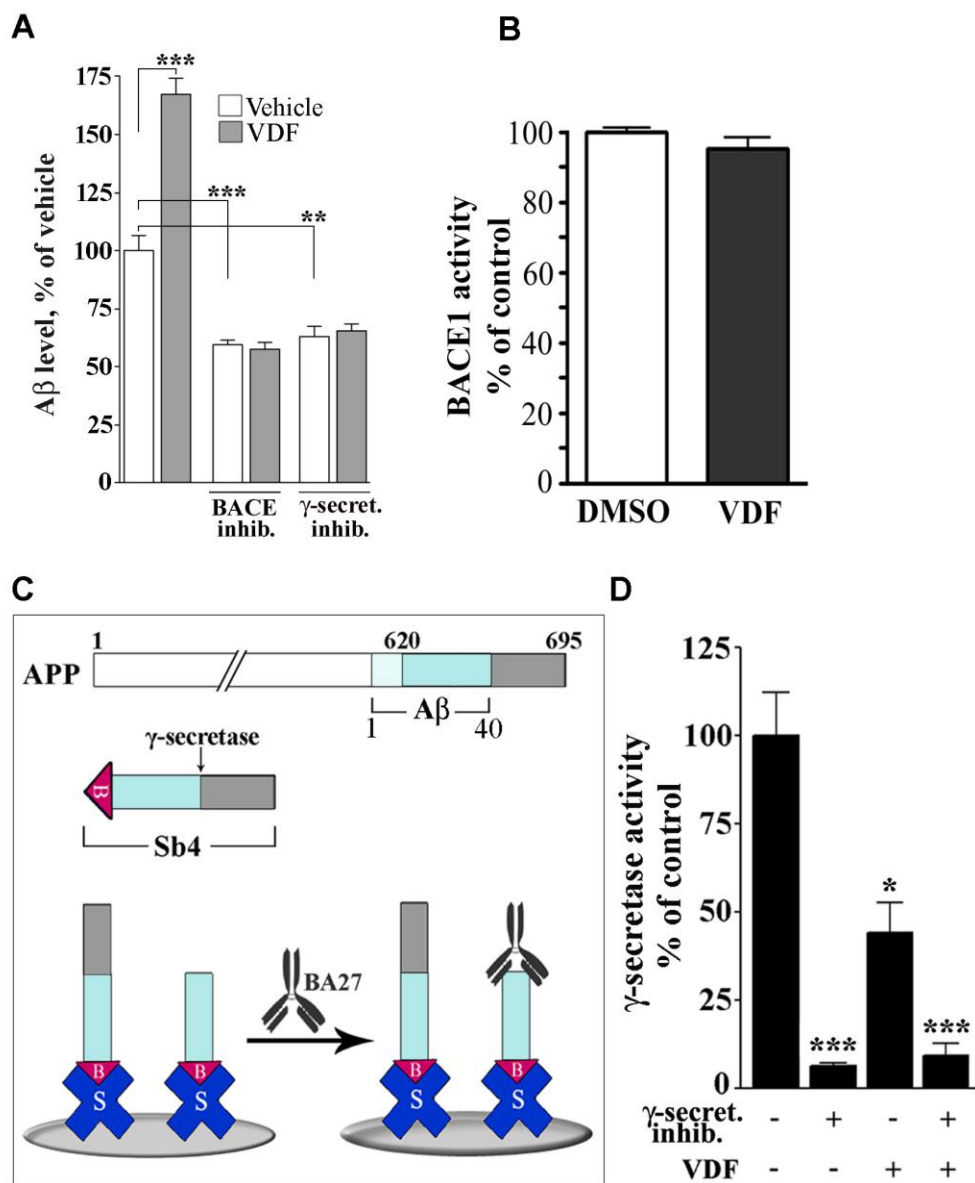 A
Aβ level, % of vehicle
175
150
125
100
75
50
25
0
***
***
**
Vehicle
VDF
BACE
inhib.
γ-secret.
inhib.
B
BACE1 activity
% of control
100
80
60
40
20
0
DMSO
VDF
C
1
620
695
APP
Aβ
1
40
γ-secretase
B
Sb4
BA27
B
B
B
B
S
S
S
S
D
γ-secretase activity
% of control
125
100
75
50
25
0
***
*
***
γ-secret.
inhib.
- + - +
VDF
- - + +